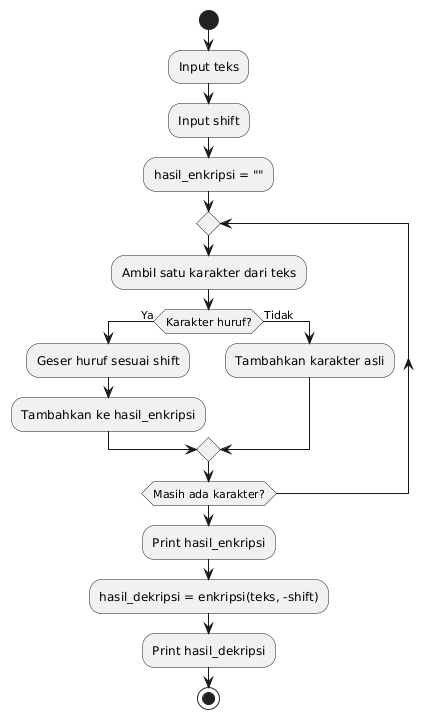 Input teks
Input shift
hasil_enkripsi = ""
Ambil satu karakter dari teks
Ya
Karakter huruf?
Tidak
Geser huruf sesuai shift
Tambahkan karakter asli
Tambahkan ke hasil_enkripsi
Masih ada karakter?
Print hasil_enkripsi
hasil_dekripsi = enkripsi(teks, -shift)
Print hasil_dekripsi